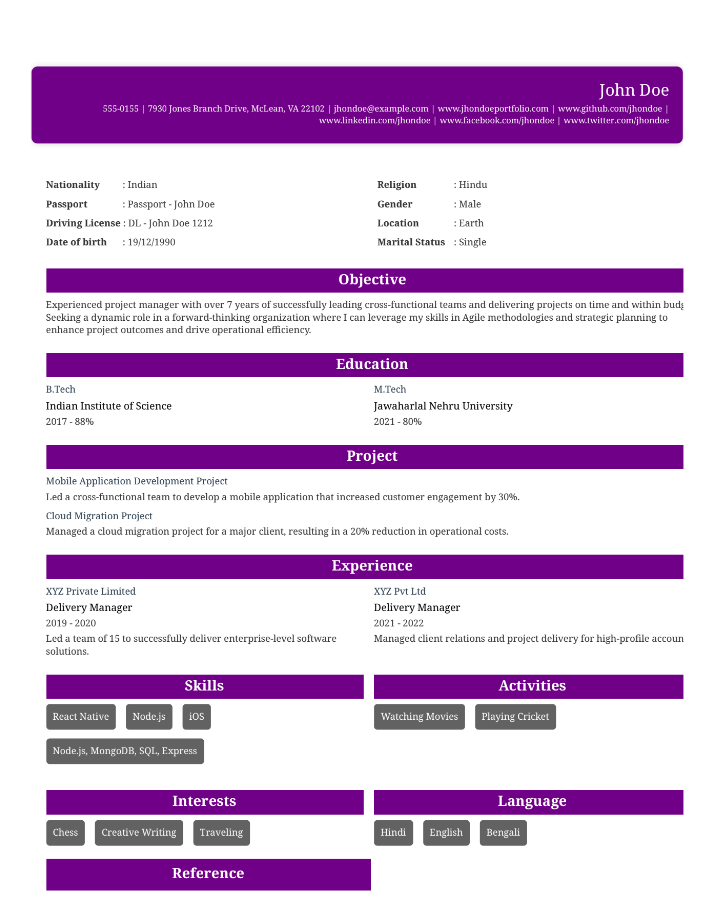 John Doe
555-0155 | 7930 Jones Branch Drive, McLean, VA 22102 | jhondoe@example.com | www.jhondoeportfolio.com | www.github.com/jhondoe |
www.linkedin.com/jhondoe | www.facebook.com/jhondoe | www.twitter.com/jhondoe
Nationality : Indian
Religion : Hindu
Passport : Passport - John Doe
Gender : Male
Driving License : DL - John Doe 1212
Location : Earth
Date of birth : 19/12/1990
Marital Status : Single
Objective
Experienced project manager with over 7 years of successfully leading cross-functional teams and delivering projects on time and within
Seeking a dynamic role in a forward-thinking organization where I can leverage my skills in Agile methodologies and strategic planning to
enhance project outcomes and drive operational efficiency.
Education
B.Tech
Indian Institute of Science
2017 - 88%
M.Tech
Jawaharlal Nehru University
2021 - 80%
Project
Mobile Application Development Project
Led a cross-functional team to develop a mobile application that increased customer engagement by 30%.
Cloud Migration Project
Managed a cloud migration project for a major client, resulting in a 20% reduction in operational costs.
Experience
XYZ Private Limited
Delivery Manager
2019 - 2020
Led a team of 15 to successfully deliver enterprise-level software
solutions.
XYZ Pvt Ltd
Delivery Manager
2021 - 2022
Managed client relations and project delivery for high-profile accoun
Skills
React Native
Node.js
iOS
Node.js, MongoDB, SQL, Express
Activities
Watching Movies
Playing Cricket
Interests
Chess
Creative Writing
Traveling
Language
Hindi
English
Bengali
Reference